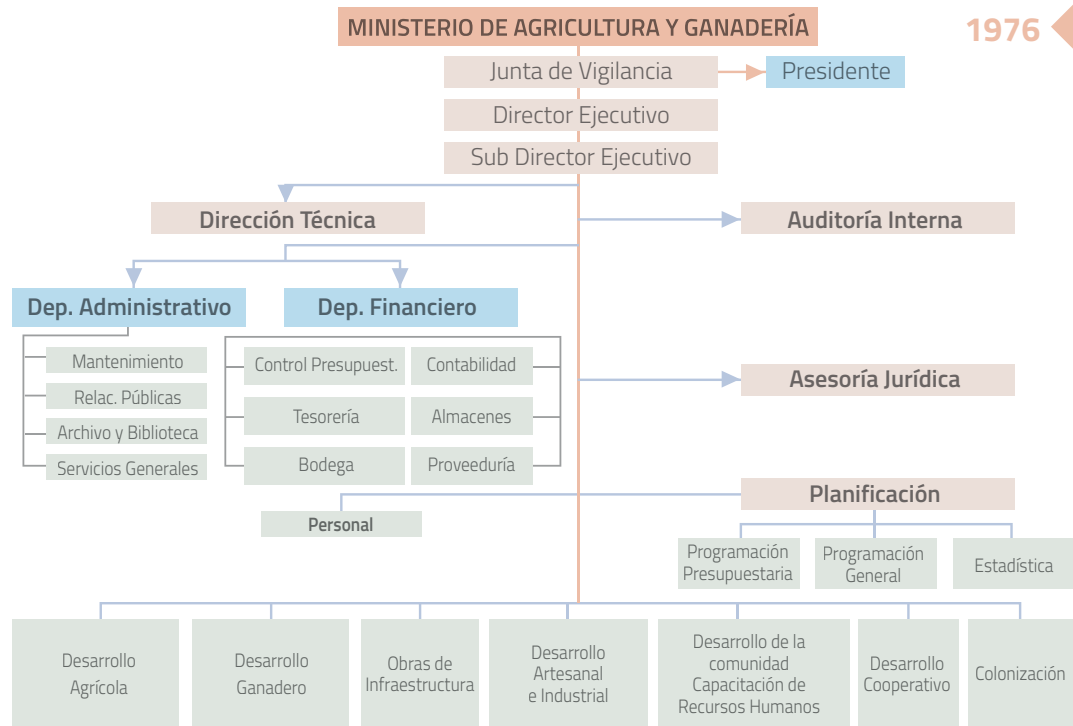 MINISTERIO DE AGRICULTURA Y GANADERÍA
1976
Junta de Vigilancia
Presidente
Director Ejecutivo
Sub Director Ejecutivo
Dirección Técnica
Auditoría Interna
Dep. Administrativo
Dep. Financiero
Mantenimiento
Relac. Públicas
Archivo y Biblioteca
Servicios Generales
Control Presupuest.
Contabilidad
Tesorería
Almacenes
Bodega
Proveeduría
Asesoría Jurídica
Planificación
Personal
Programación
Presupuestaria
Programación
General
Estadística
Desarrollo
Agrícola
Desarrollo
Ganadero
Obras de
Infraestructura
Desarrollo
Artesanal
e Industrial
Desarrollo de la
comunidad
Capacitación de
Recursos Humanos
Desarrollo
Cooperativo
Colonización